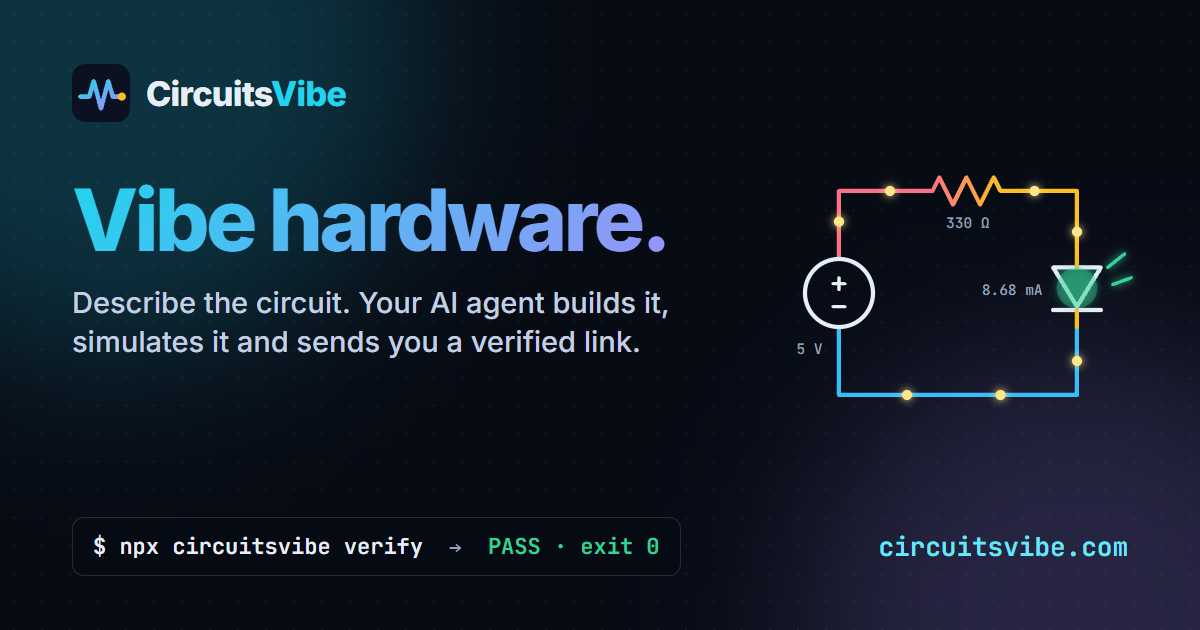 CircuitsVibe
Vibe hardware.
Describe the circuit. Your AI agent builds it,
simulates it and sends you a verified link.
330 Ω
8.68 mA
5 V
$ npx circuitsvibe verify → PASS · exit 0
circuitsvibe.com